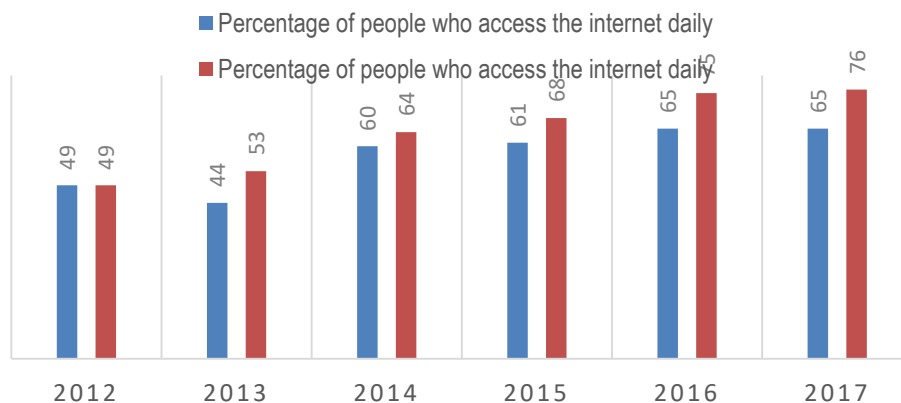 Percentage of people who access the internet daily
Percentage of people who access the internet daily
49 49 44 53 60 64 61 68 65 75 65 76
2012 2013 2014 2015 2016 2017